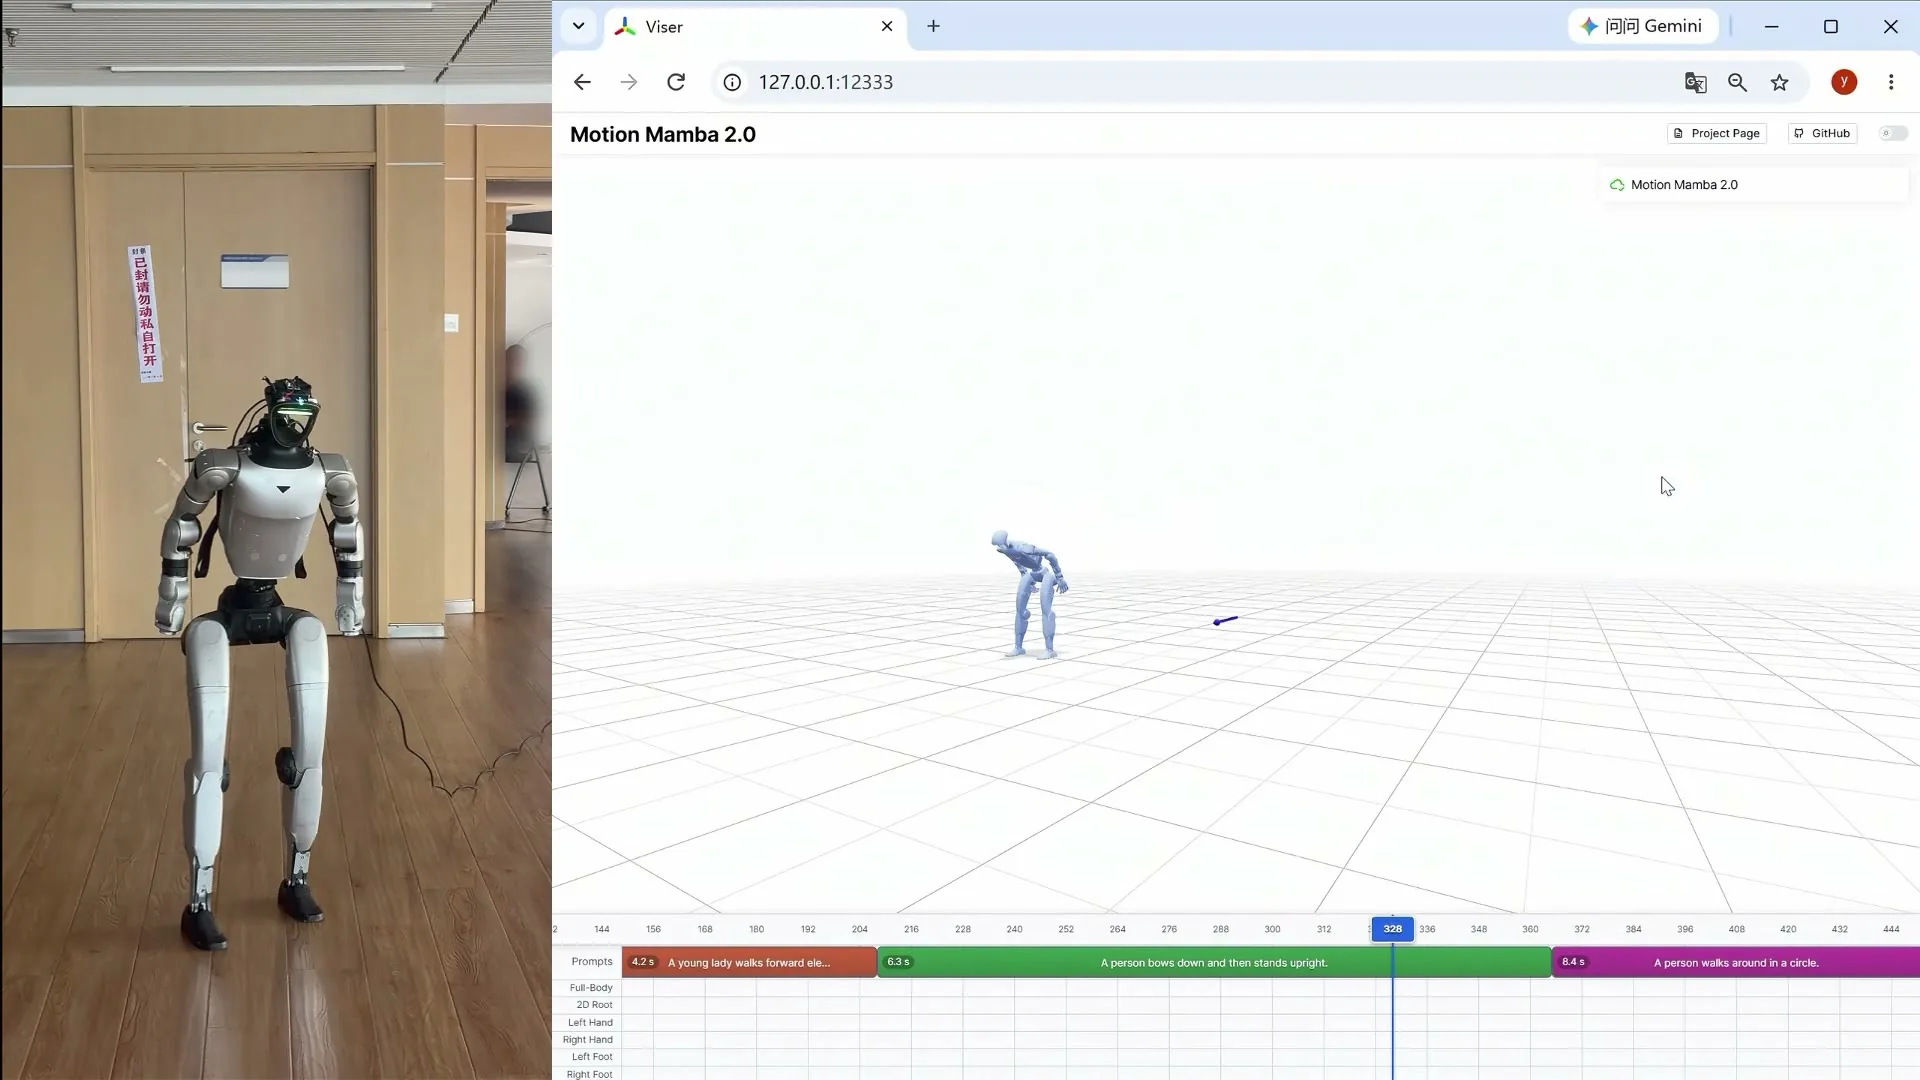 封条
已封请勿动私自打开
Viser
问问 Gemini
127.0.0.1:12333
y
Motion Mamba 2.0
Project Page
GitHub
Motion Mamba 2.0
2 144 156 168 180 192 204 216 228 240 252 264 276 288 300 312 328 336 348 360 372 384 396 408 420 432 444
Prompts
4.2 s A young lady walks forward ele...
6.3 s A person bows down and then stands upright.
8.4 s A person walks around in a circle.
Full-Body
2D Root
Left Hand
Right Hand
Left Foot
Right Foot